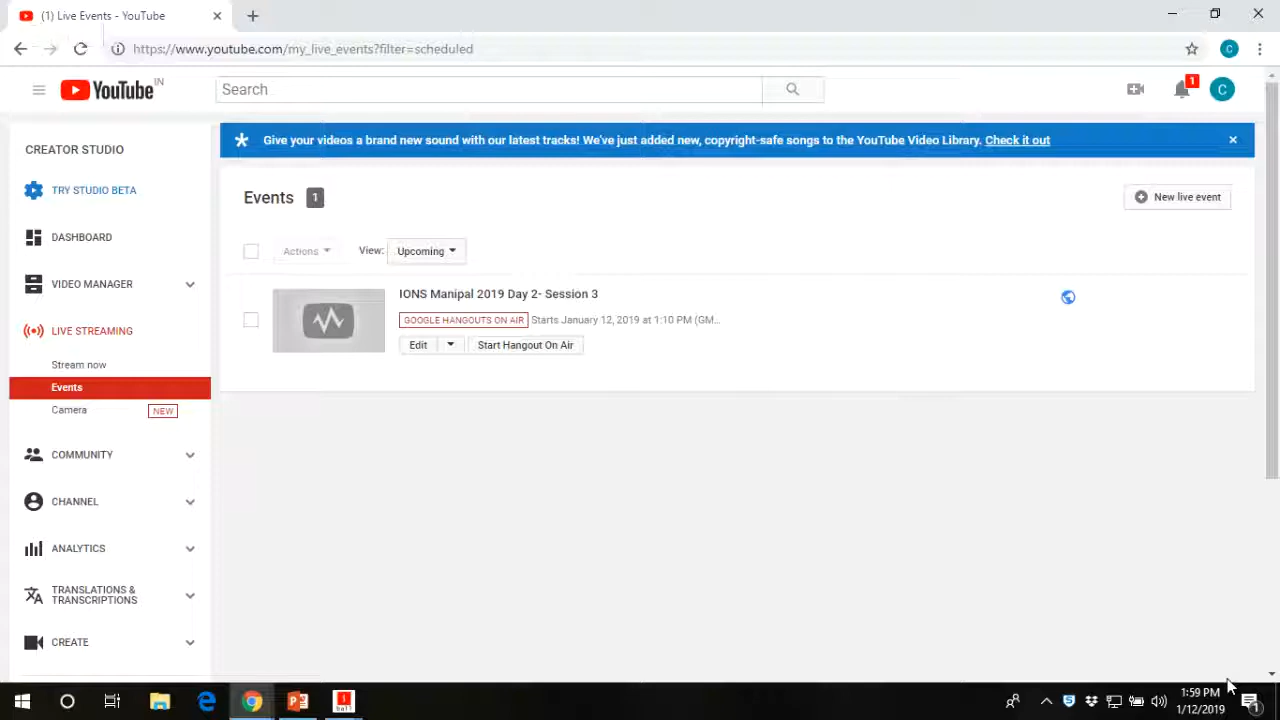 (1) Live Events - YouTube
https://www.youtube.com/my_live_events?filter=scheduled
C
YouTube IN
Search
1
C
CREATOR STUDIO
TRY STUDIO BETA
DASHBOARD
VIDEO MANAGER
LIVE STREAMING
Stream now
Events
Camera NEW
COMMUNITY
CHANNEL
ANALYTICS
TRANSLATIONS &
TRANSCRIPTIONS
CREATE
Give your videos a brand new sound with our latest tracks! We've just added new, copyright-safe songs to the YouTube Video Library. Check it out
Events 1
New live event
Actions View: Upcoming
IONS Manipal 2019 Day 2- Session 3
GOOGLE HANGOUTS ON AIR Starts January 12, 2019 at 1:10 PM (GM...
Edit Start Hangout On Air
1:59 PM
1/12/2019
1